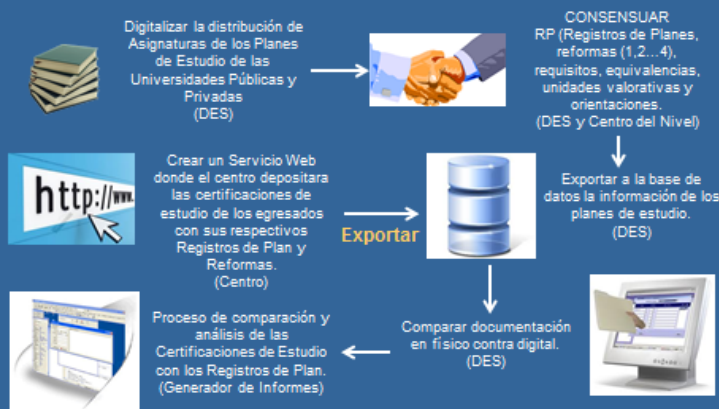 Digitalizar la distribución de
Asignaturas de los Planes
de Estudio de las
Universidades Públicas y
Privadas
(DES)
CONSENSUAR
RP (Registros de Planes,
reformas (1,2...4),
requisitos, equivalencias,
unidades valorativas y
orientaciones.
(DES y Centro del Nivel)
http://www.
Crear un Servicio Web
donde el centro depositara
las certificaciones de
estudio de los egresados
con sus respectivos
Registros de Plan y
Reformas.
(Centro)
Exportar
Exportar a la base de
datos la información de los
planes de estudio.
(DES)
Proceso de comparación y
análisis de las
Certificaciones de Estudio
con los Registros de Plan.
(Generador de Informes)
Comparar documentación
en físico contra digital.
(DES)